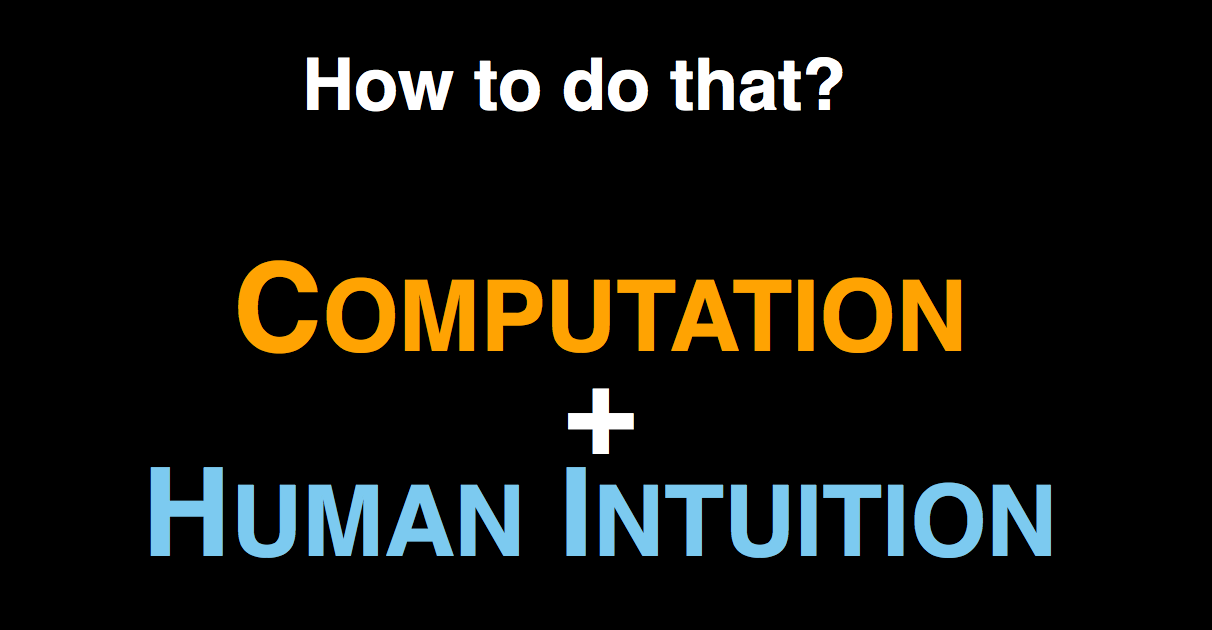 How to do that?
COMPUTATION
+
HUMAN INTUITION